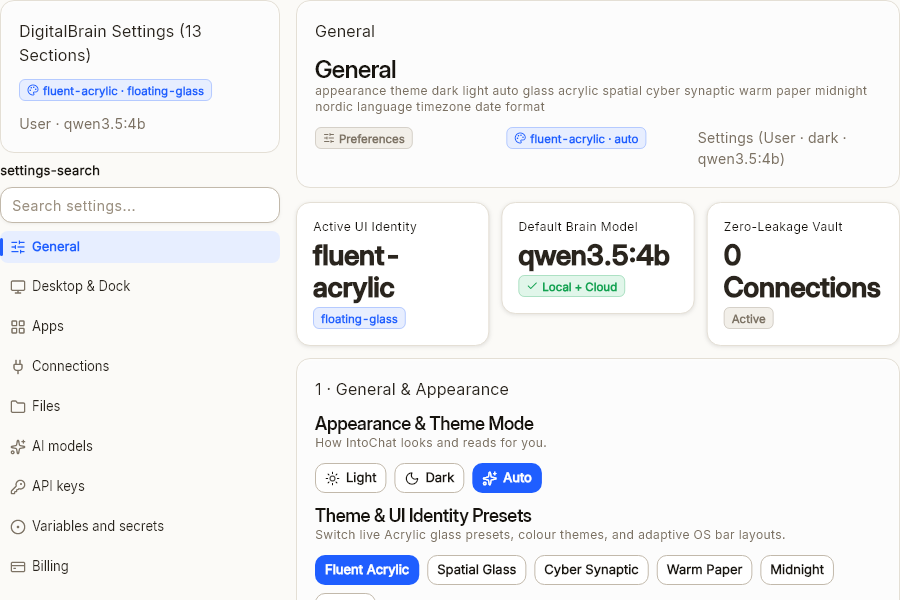 DigitalBrain Settings (13
Sections)
fluent-acrylic · floating-glass
User · qwen3.5:4b
settings-search
Search settings...
General
Desktop & Dock
Apps
Connections
Files
AI models
API keys
Variables and secrets
Billing
General
General
appearance theme dark light auto glass acrylic spatial cyber synaptic warm paper midnight
nordic language timezone date format
Preferences
fluent-acrylic · auto
Settings (User · dark ·
qwen3.5:4b)
Active UI Identity
fluent-
acrylic
floating-glass
Default Brain Model
qwen3.5:4b
Local + Cloud
Zero-Leakage Vault
0
Connections
Active
1 · General & Appearance
Appearance & Theme Mode
How IntoChat looks and reads for you.
Light
Dark
Auto
Theme & UI Identity Presets
Switch live Acrylic glass presets, colour themes, and adaptive OS bar layouts.
Fluent Acrylic
Spatial Glass
Cyber Synaptic
Warm Paper
Midnight